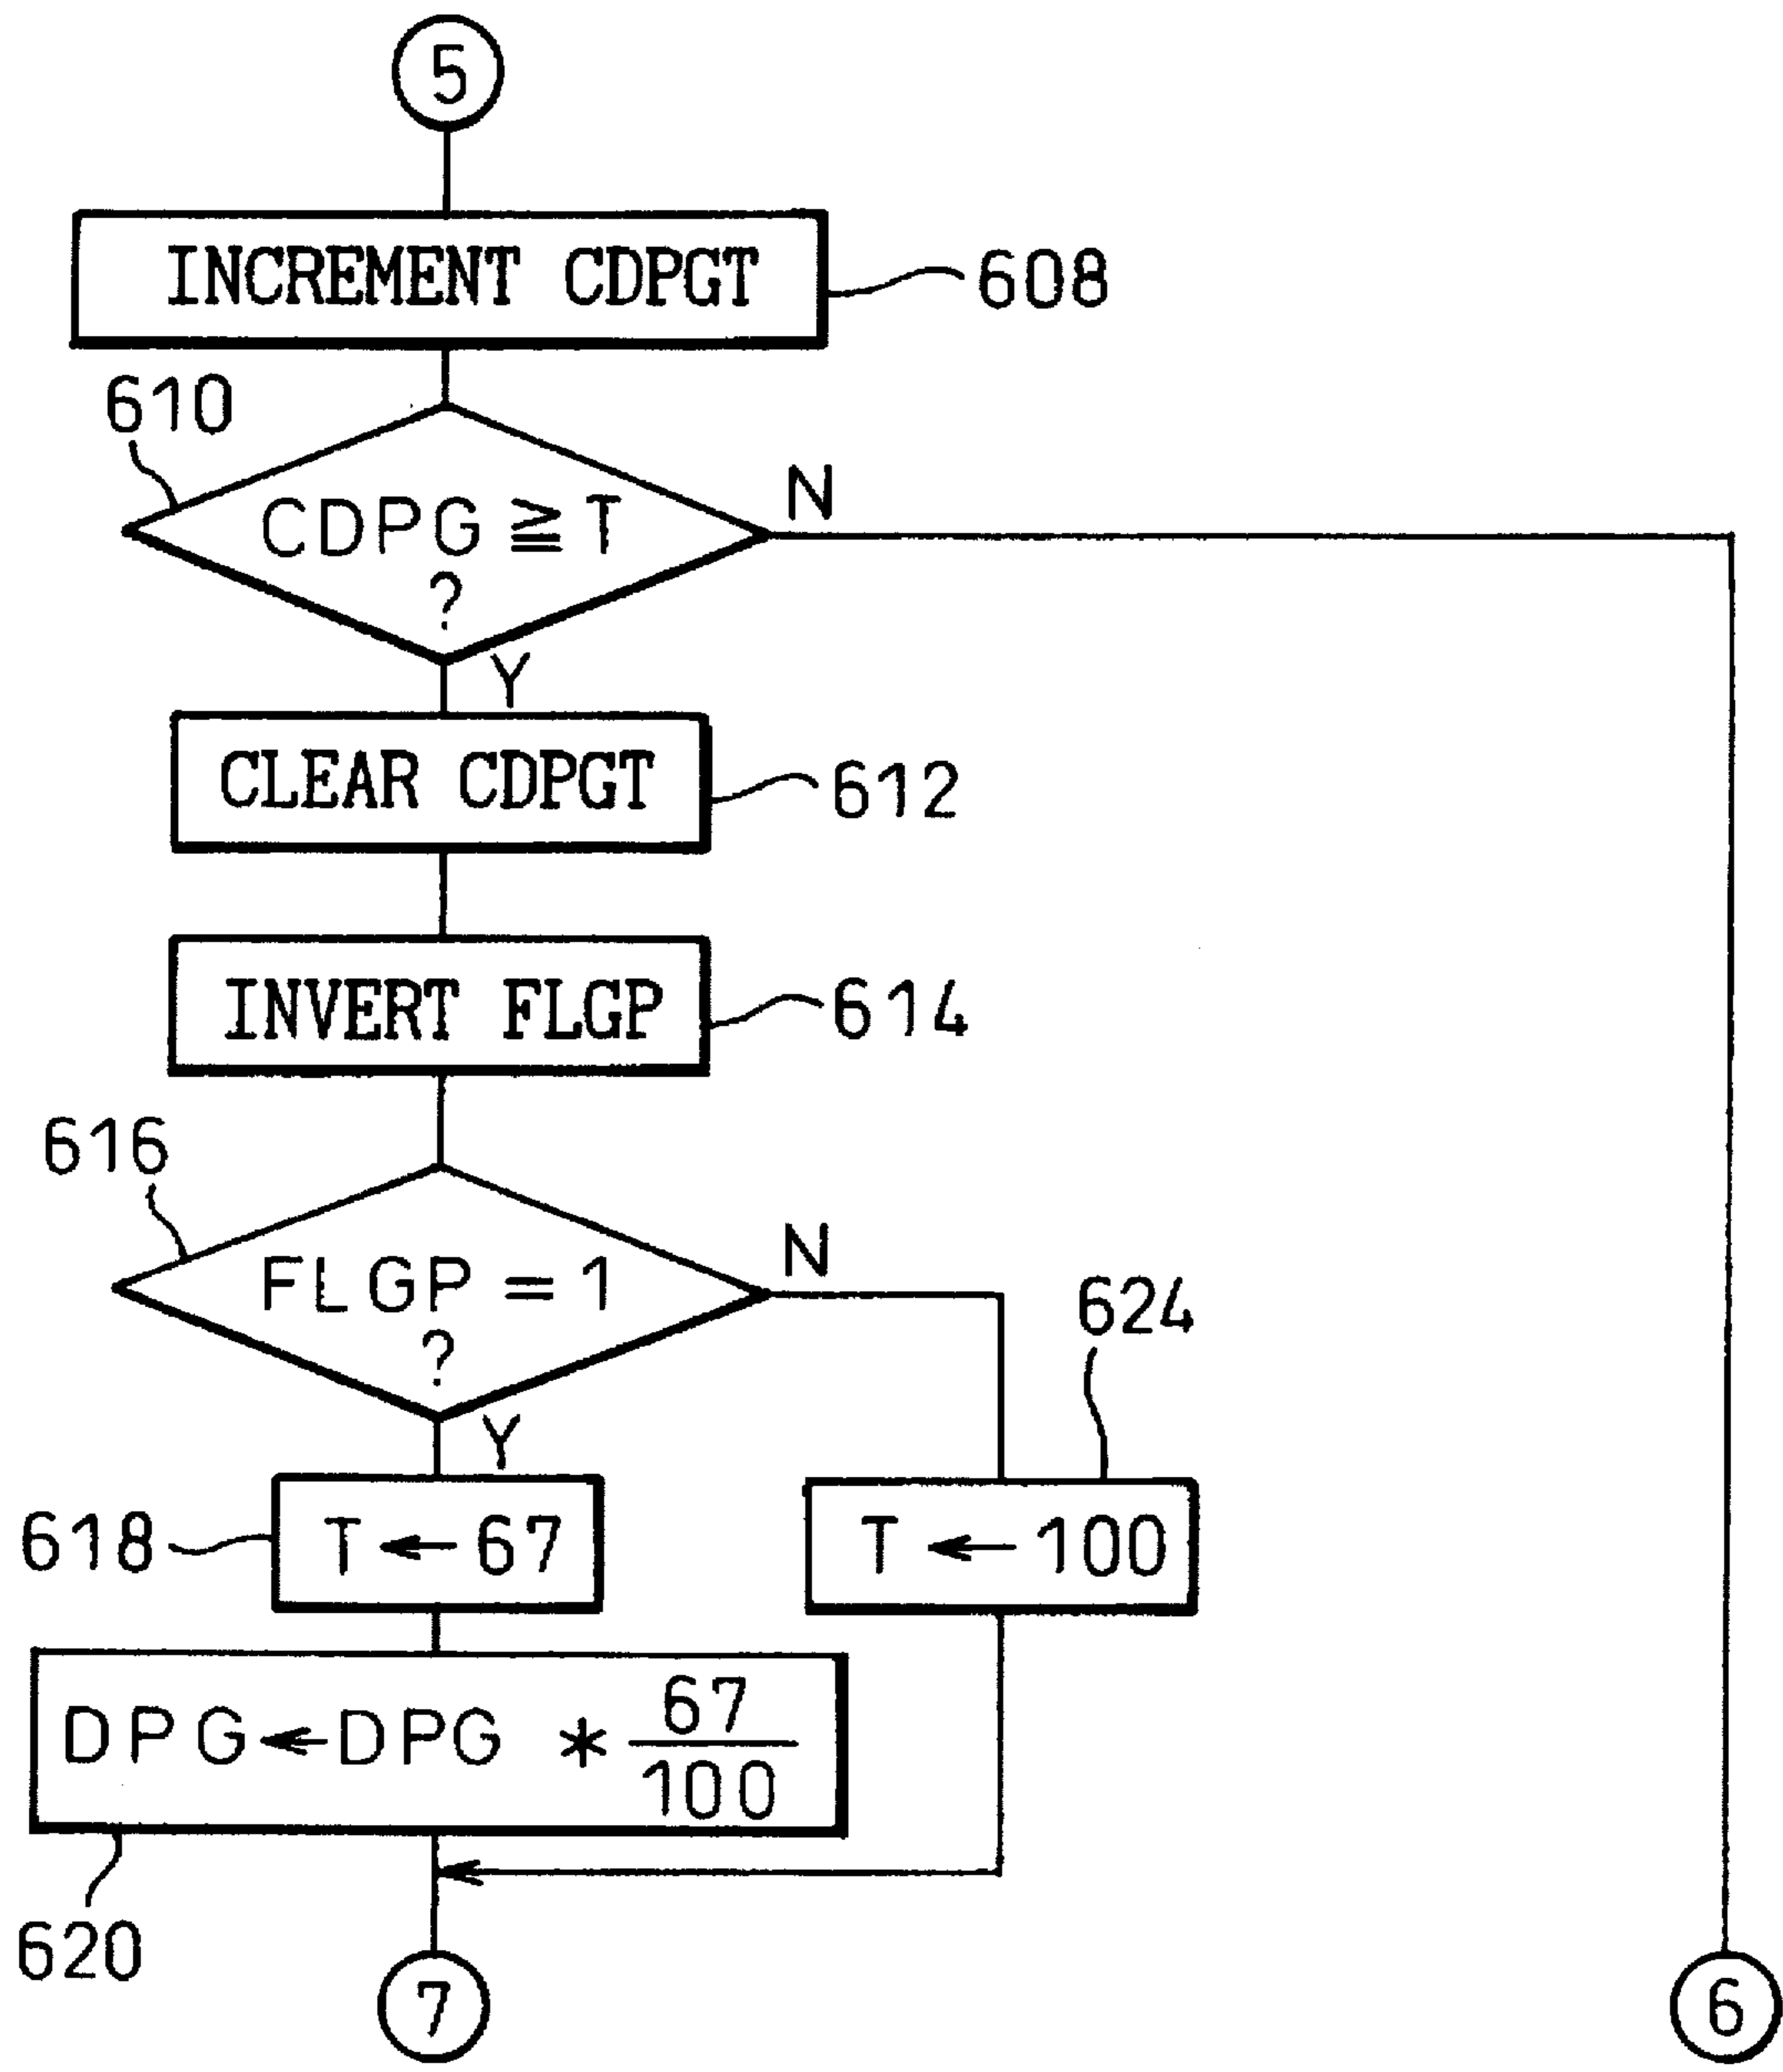 5
INCREMENT CDPGT
608
610
CDPG ≧ T
?
N
Y
CLEAR CDPGT
612
INVERT FLGP
614
616
FLGP = 1
?
N
Y
624
618
T ← 67
T ← 100
DPG ← DPG * 67/100
620
7
6